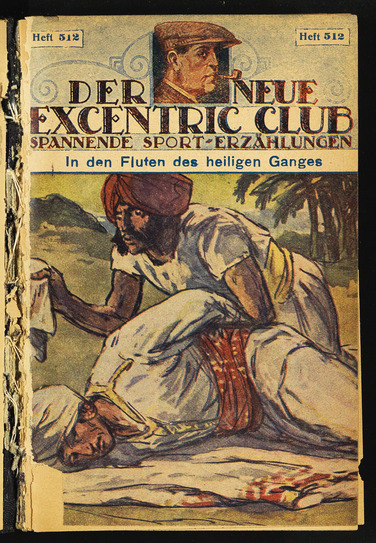 Heft 512
Heft 512
DER NEUE
EXCENTRIC CLUB
SPANNENDE SPORT-ERZÄHLUNGEN
In den Fluten des heiligen Ganges